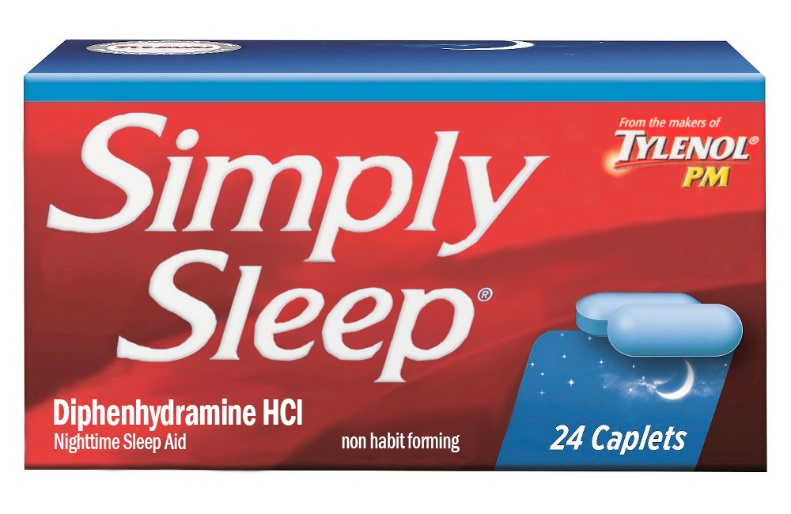 From the makers of
TYLENOL®
PM
Simply
Sleep®
Diphenhydramine HCl
Nighttime Sleep Aid
non habit forming
24 Caplets